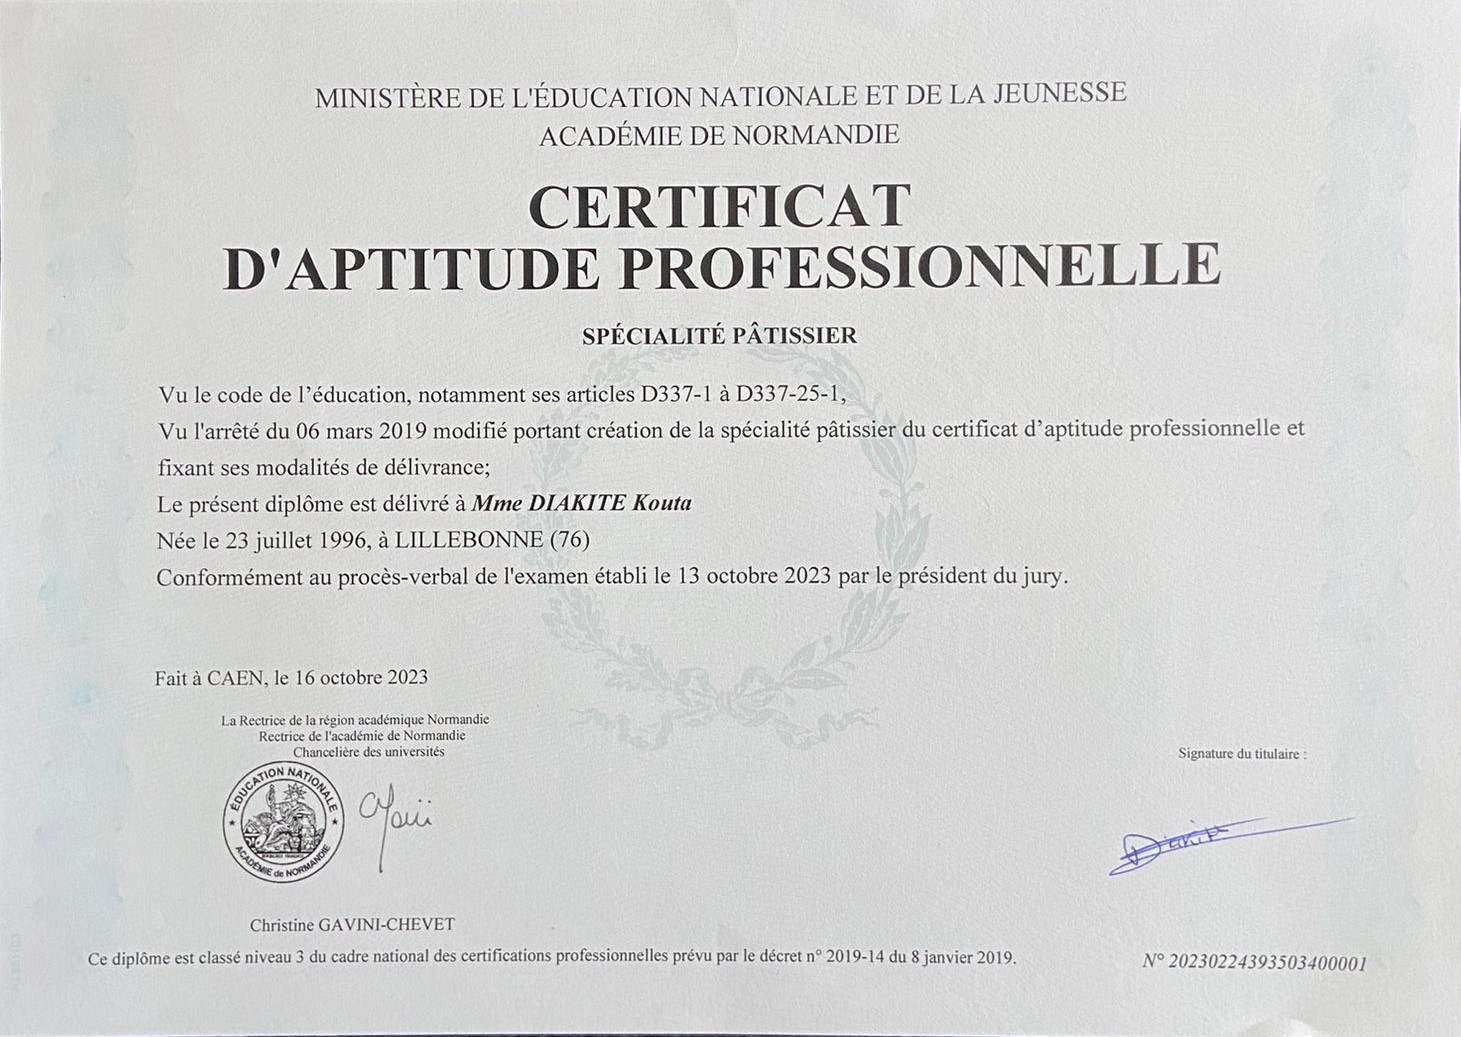 MINISTÈRE DE L'ÉDUCATION NATIONALE ET DE LA JEUNESSE
ACADÉMIE DE NORMANDIE
CERTIFICAT
D'APTITUDE PROFESSIONNELLE
SPÉCIALITÉ PÂTISSIER
Vu le code de l’éducation, notamment ses articles D337-1 à D337-25-1,
Vu l'arrêté du 06 mars 2019 modifié portant création de la spécialité pâtissier du certificat d’aptitude professionnelle et
fixant ses modalités de délivrance;
Le présent diplôme est délivré à Mme DIAKITE Kouta
Née le 23 juillet 1996, à LILLEBONNE (76)
Conformément au procès-verbal de l'examen établi le 13 octobre 2023 par le président du jury.
Fait à CAEN, le 16 octobre 2023
La Rectrice de la région académique Normandie
Rectrice de l'académie de Normandie
Chancelière des universités
Signature du titulaire :
ÉDUCATION NATIONALE
ACADÉMIE de NORMANDIE
Christine GAVINI-CHEVET
Ce diplôme est classé niveau 3 du cadre national des certifications professionnelles prévu par le décret n° 2019-14 du 8 janvier 2019.
N° 20230224393503400001